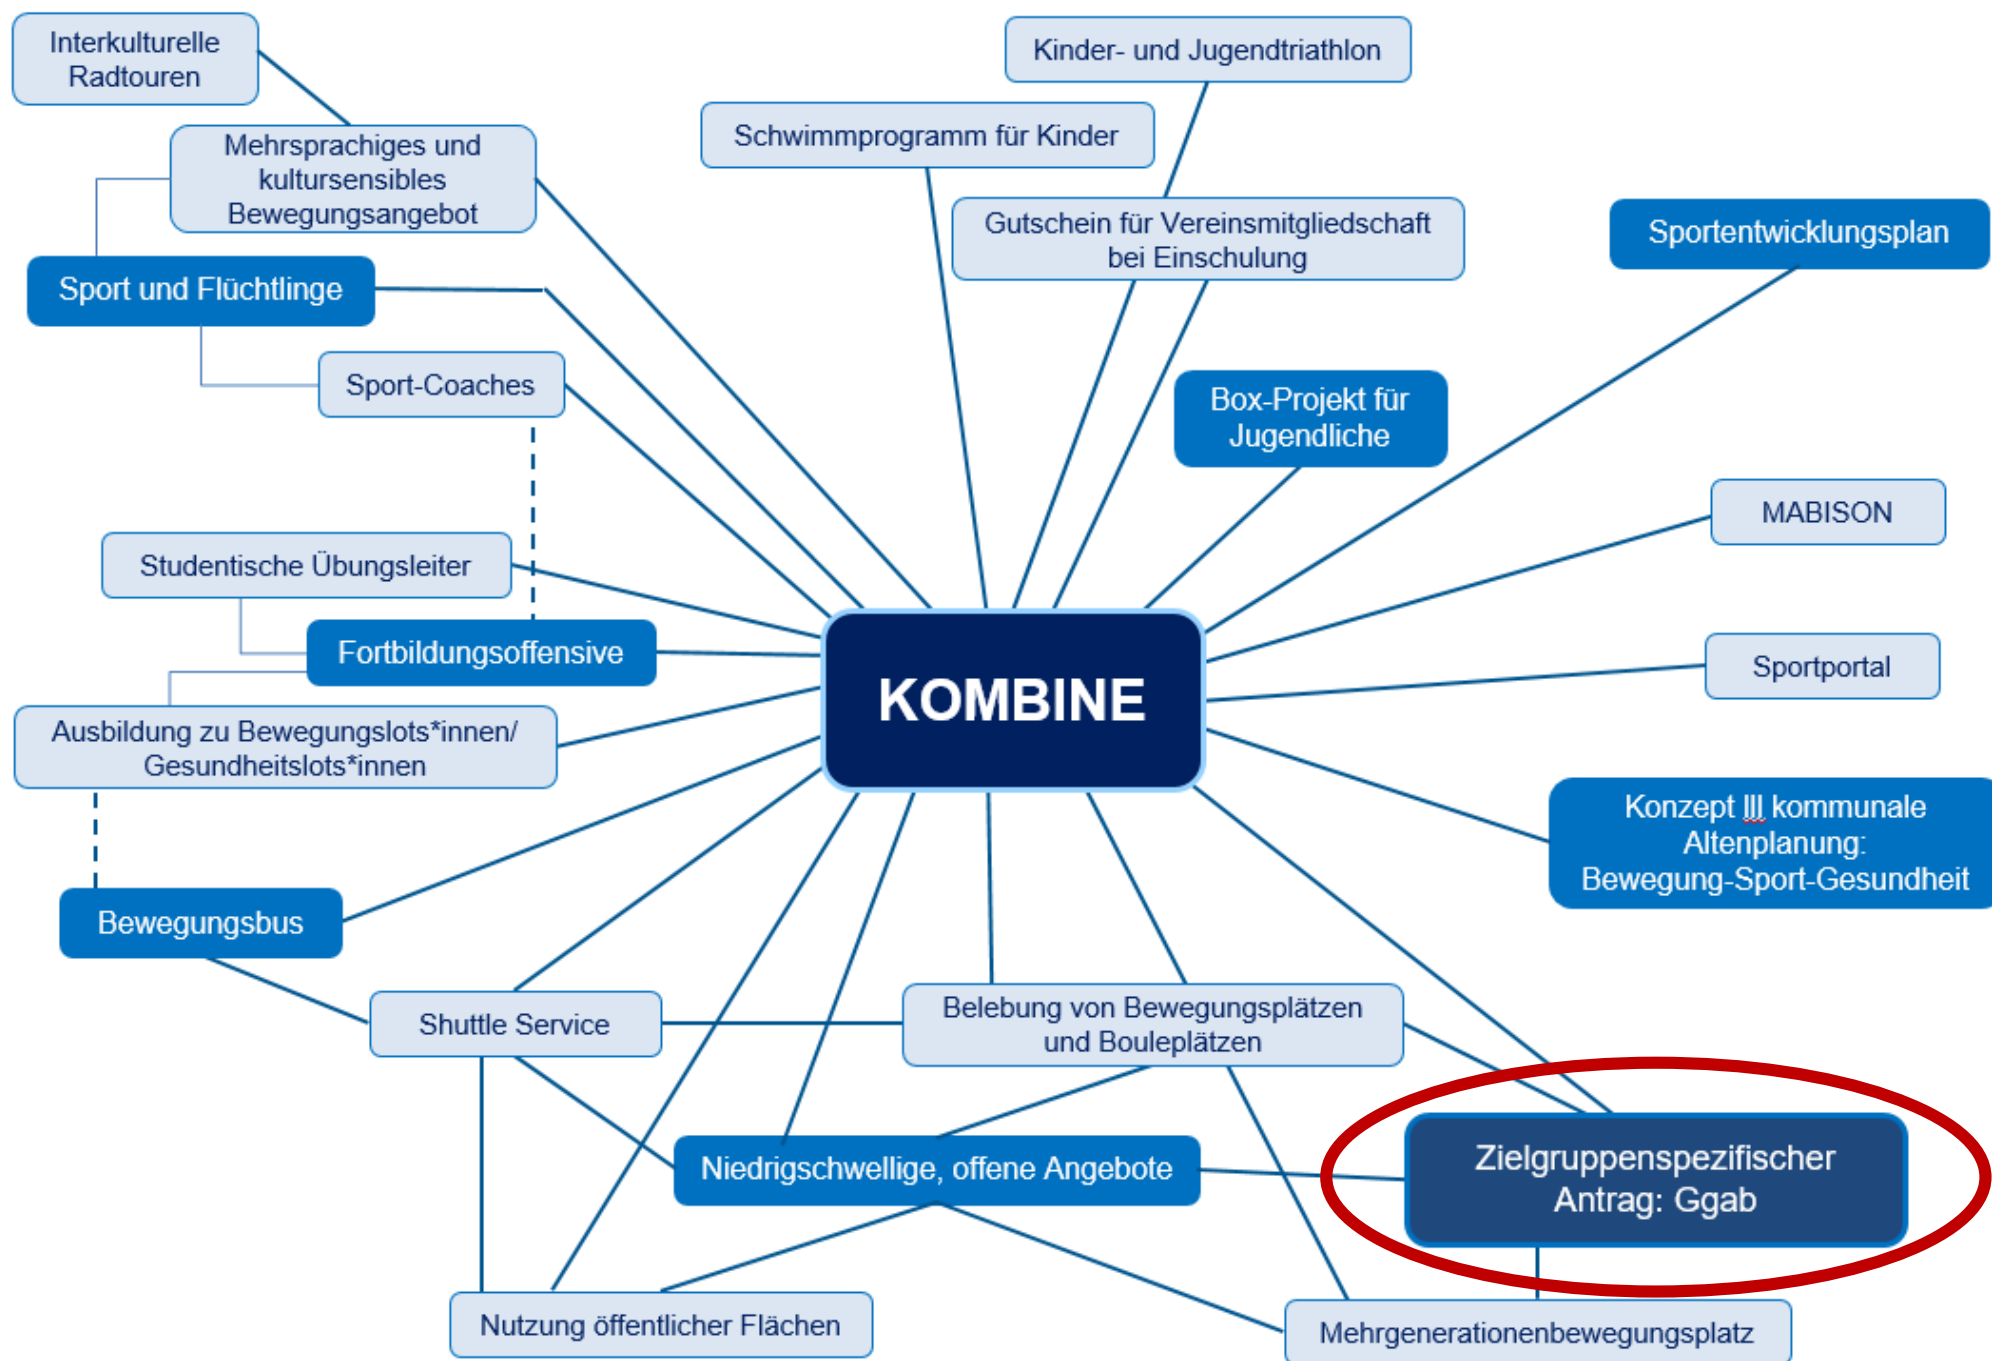 Interkulturelle
Radtouren
Kinder- und Jugendtriathlon
Schwimmprogramm für Kinder
Mehrsprachiges und
kultursensibles
Bewegungsangebot
Gutschein für Vereinsmitgliedschaft
bei Einschulung
Sportentwicklungsplan
Sport und Flüchtlinge
Sport-Coaches
Box-Projekt für
Jugendliche
MABISON
Studentische Übungsleiter
Fortbildungsoffensive
KOMBINE
Sportportal
Ausbildung zu Bewegungslots*innen/
Gesundheitslots*innen
Konzept III kommunale
Altenplanung:
Bewegung-Sport-Gesundheit
Bewegungsbus
Shuttle Service
Belebung von Bewegungsplätzen
und Bouleplätzen
Niedrigschwellige, offene Angebote
Zielgruppenspezifischer
Antrag: Ggab
Nutzung öffentlicher Flächen
Mehrgenerationenbewegungsplatz